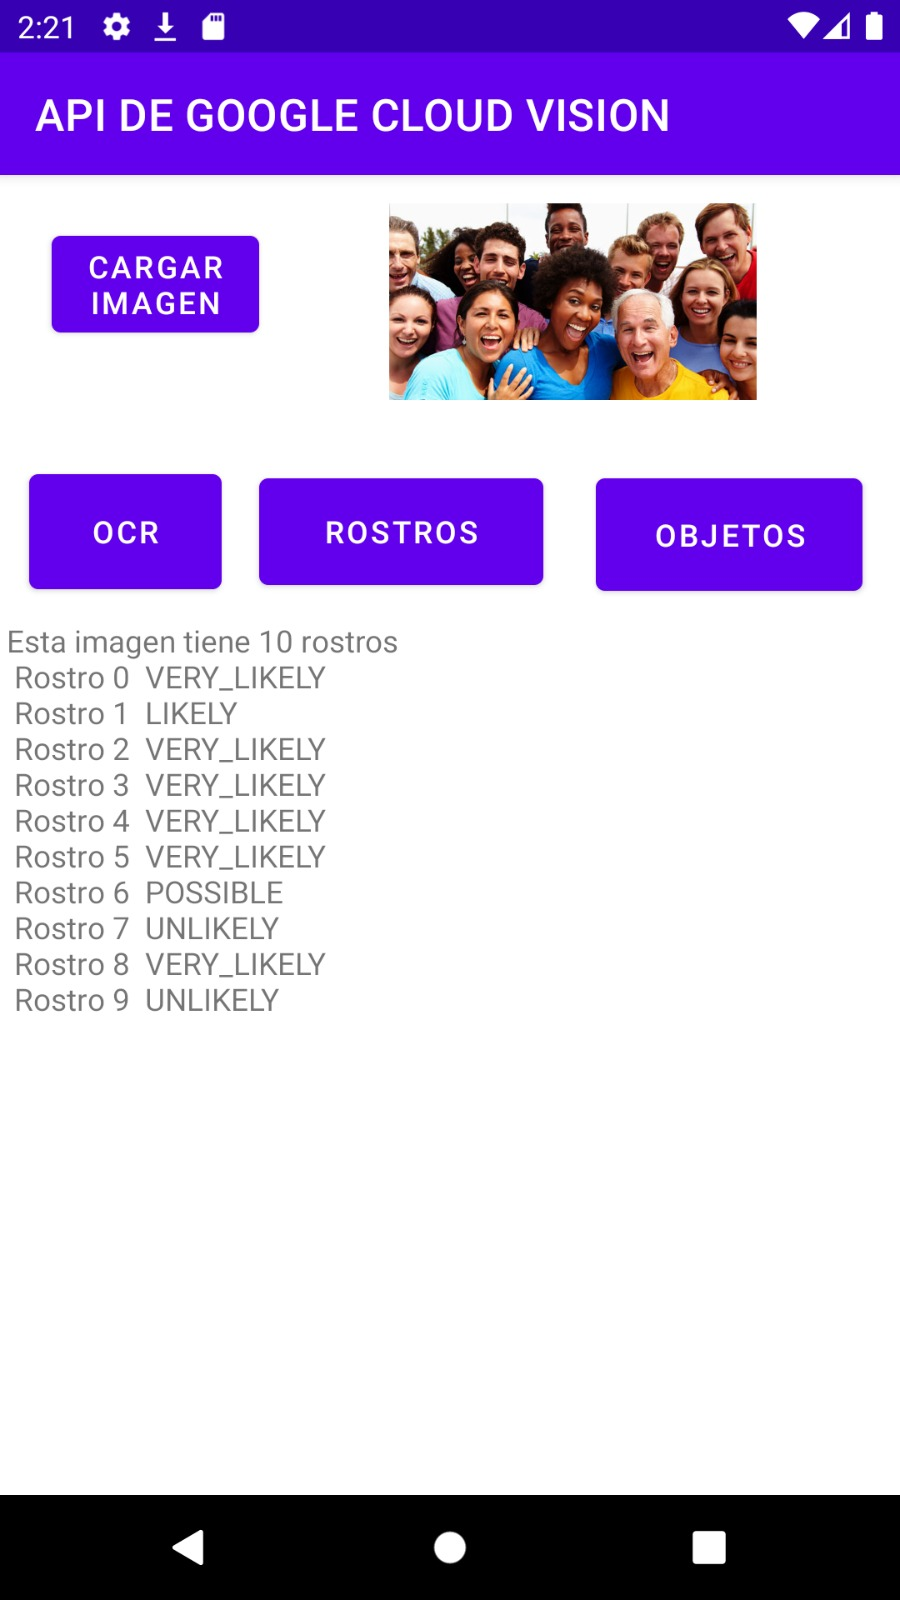 2:21
API DE GOOGLE CLOUD VISION
CARGAR
IMAGEN
OCR
ROSTROS
OBJETOS
Esta imagen tiene 10 rostros
Rostro 0 VERY_LIKELY
Rostro 1 LIKELY
Rostro 2 VERY_LIKELY
Rostro 3 VERY_LIKELY
Rostro 4 VERY_LIKELY
Rostro 5 VERY_LIKELY
Rostro 6 POSSIBLE
Rostro 7 UNLIKELY
Rostro 8 VERY_LIKELY
Rostro 9 UNLIKELY